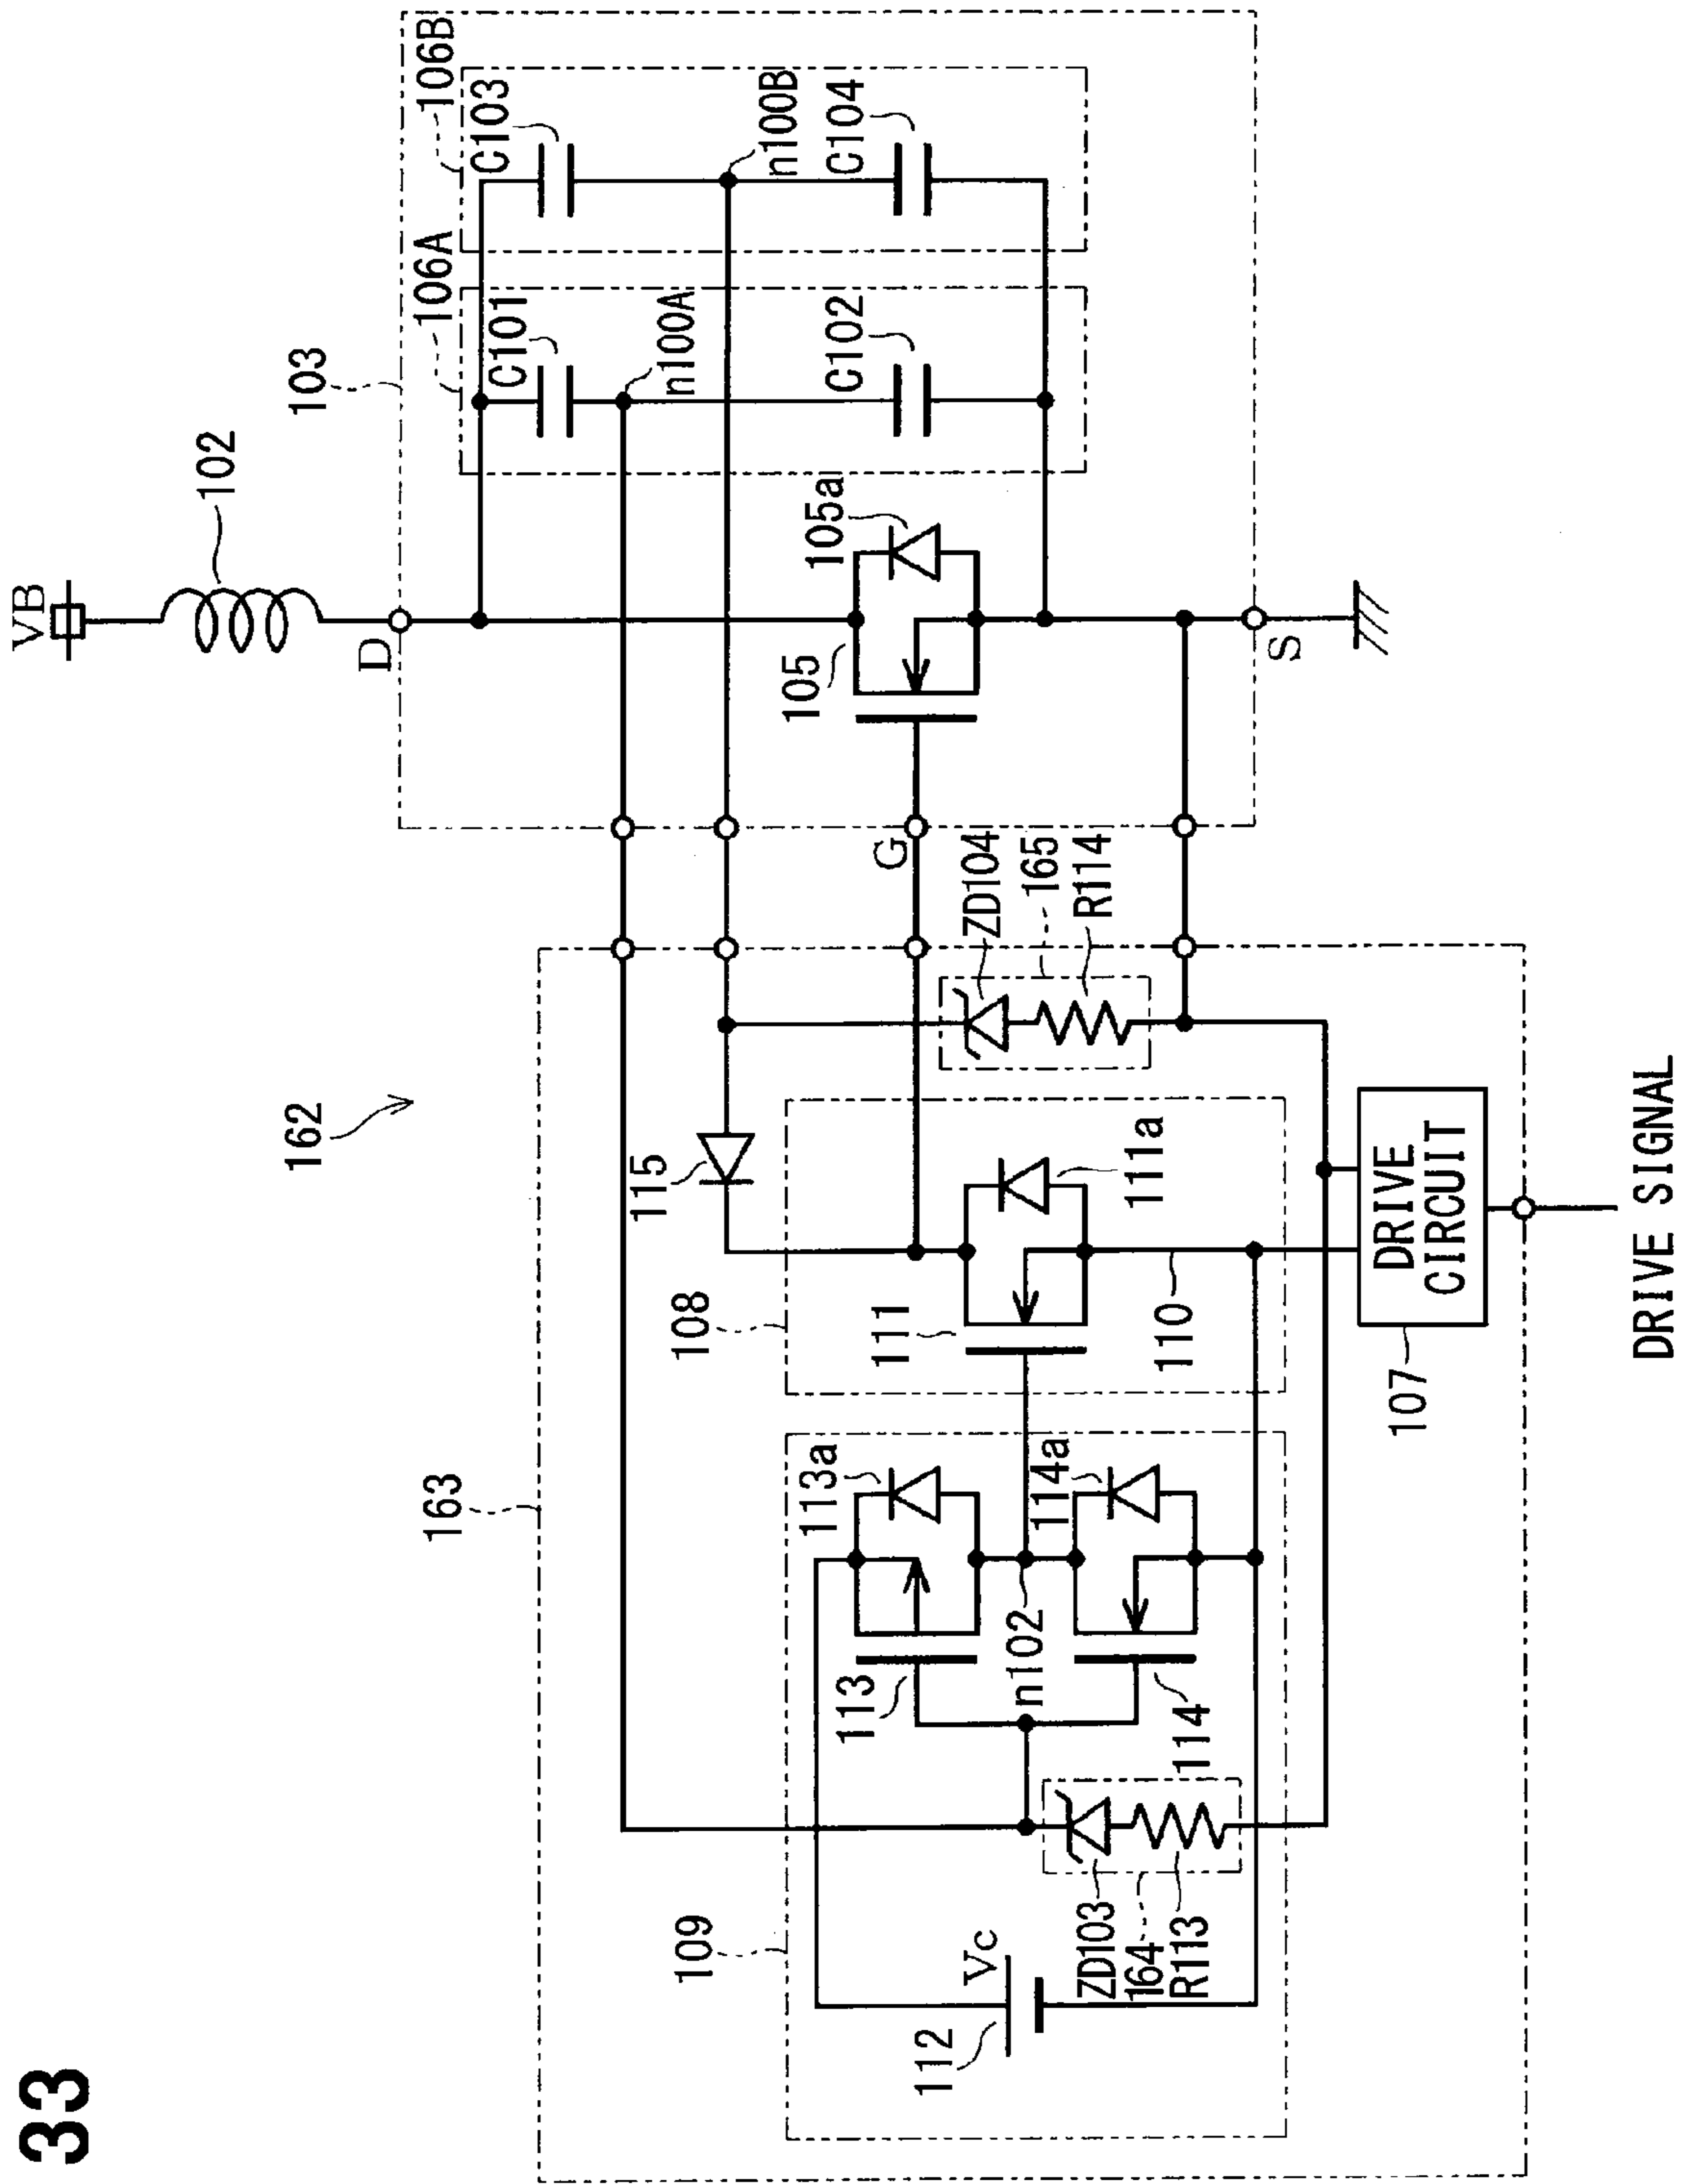 33
VB
102
103
106A
106B
D
C101
C103
n100A
n100B
C102
C104
105
105a
G
S
162
163
115
ZD104
165
R114
108
111
111a
110
109
113a
113
n102
114a
114
112
Vc
ZD103
164
R113
107
DRIVE
CIRCUIT
DRIVE SIGNAL